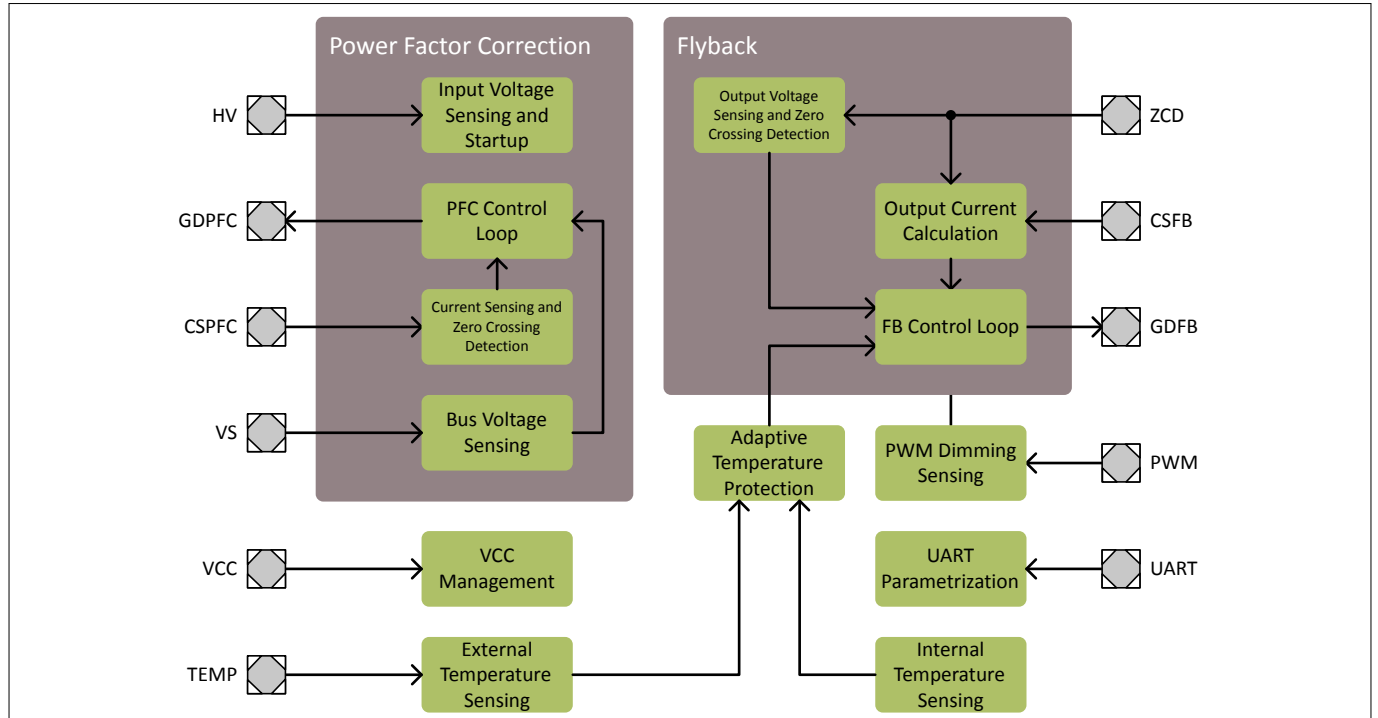 Power Factor Correction
Flyback
HV
Input Voltage
Sensing and
Startup
Output Voltage
Sensing and Zero
Crossing Detection
ZCD
GDPFC
PFC Control
Loop
Output Current
Calculation
CSFB
CSPFC
Current Sensing and
Zero Crossing
Detection
FB Control Loop
GDFB
VS
Bus Voltage
Sensing
Adaptive
Temperature
Protection
PWM Dimming
Sensing
PWM
VCC
VCC
Management
UART
Parametrization
UART
TEMP
External
Temperature
Sensing
Internal
Temperature
Sensing